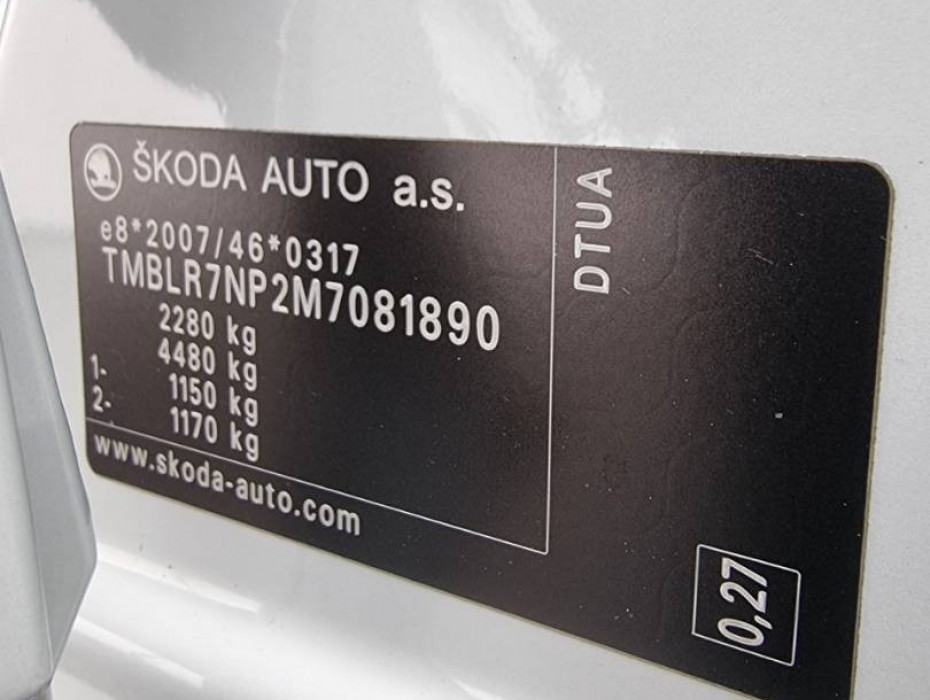 ŠKODA AUTO a.s.
e8*2007/46*0317
TMBLR7NP2M7081890
2280 kg
4480 kg
1- 1150 kg
2- 1170 kg
www.skoda-auto.com
DTUA
0,27